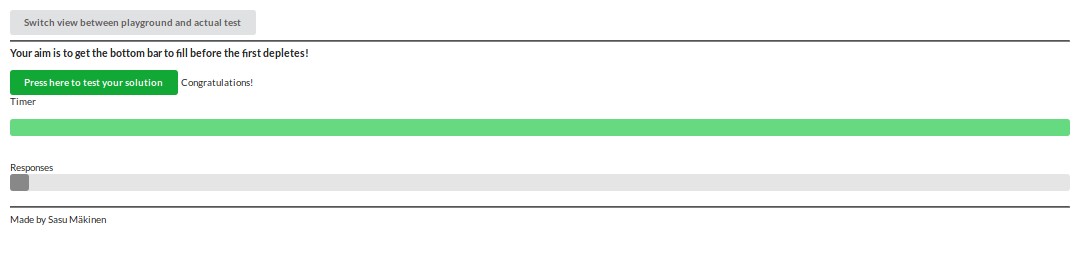 Switch view between playground and actual test
Your aim is to get the bottom bar to fill before the first depletes!
Press here to test your solution Congratulations!
Timer
Responses
Made by Sasu Mäkinen